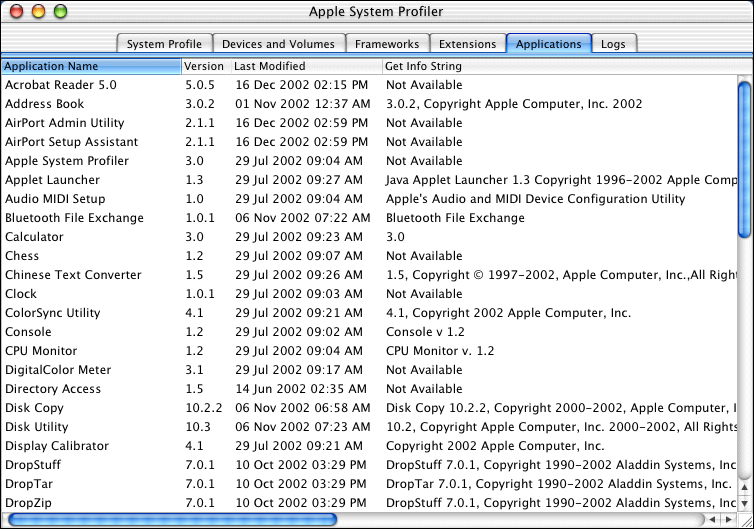 Apple System Profiler
System Profile Devices and Volumes Frameworks Extensions Applications Logs
Application Name Version Last Modified Get Info String
Acrobat Reader 5.0 5.0.5 16 Dec 2002 02:15 PM Not Available
Address Book 3.0.2 01 Nov 2002 12:37 AM 3.0.2, Copyright Apple Computer, Inc. 2002
AirPort Admin Utility 2.1.1 16 Dec 2002 02:59 PM Not Available
AirPort Setup Assistant 2.1.1 16 Dec 2002 02:59 PM Not Available
Apple System Profiler 3.0 29 Jul 2002 09:04 AM Not Available
Applet Launcher 1.3 29 Jul 2002 09:27 AM Java Applet Launcher 1.3 Copyright 1996-2002 Apple Comp
Audio MIDI Setup 1.0 29 Jul 2002 09:04 AM Apple's Audio and MIDI Device Configuration Utility
Bluetooth File Exchange 1.0.1 06 Nov 2002 07:22 AM Bluetooth File Exchange
Calculator 3.0 29 Jul 2002 09:23 AM 3.0
Chess 1.2 29 Jul 2002 09:07 AM Not Available
Chinese Text Converter 1.5 29 Jul 2002 09:26 AM 1.5, Copyright © 1997-2002, Apple Computer, Inc.,All Righ
Clock 1.0.1 29 Jul 2002 09:03 AM Not Available
ColorSync Utility 4.1 29 Jul 2002 09:21 AM 4.1, Copyright 2002 Apple Computer, Inc.
Console 1.2 29 Jul 2002 09:02 AM Console v 1.2
CPU Monitor 1.2 29 Jul 2002 09:04 AM CPU Monitor v. 1.2
DigitalColor Meter 3.1 29 Jul 2002 09:17 AM Not Available
Directory Access 1.5 14 Jun 2002 02:35 AM Not Available
Disk Copy 10.2.2 06 Nov 2002 06:58 AM Disk Copy 10.2.2, Copyright 2000-2002, Apple Computer, I
Disk Utility 10.3 06 Nov 2002 07:23 AM 10.2, Copyright Apple Computer, Inc. 2000-2002, All Rights
Display Calibrator 4.1 29 Jul 2002 09:21 AM Copyright 2002 Apple Computer, Inc.
DropStuff 7.0.1 10 Oct 2002 03:29 PM DropStuff 7.0.1, Copyright 1990-2002 Aladdin Systems, Inc
DropTar 7.0.1 10 Oct 2002 03:29 PM DropTar 7.0.1, Copyright 1990-2002 Aladdin Systems, Inc.
DropZip 7.0.1 10 Oct 2002 03:29 PM DropStuff 7.0.1, Copyright 1990-2002 Aladdin Systems, Inc